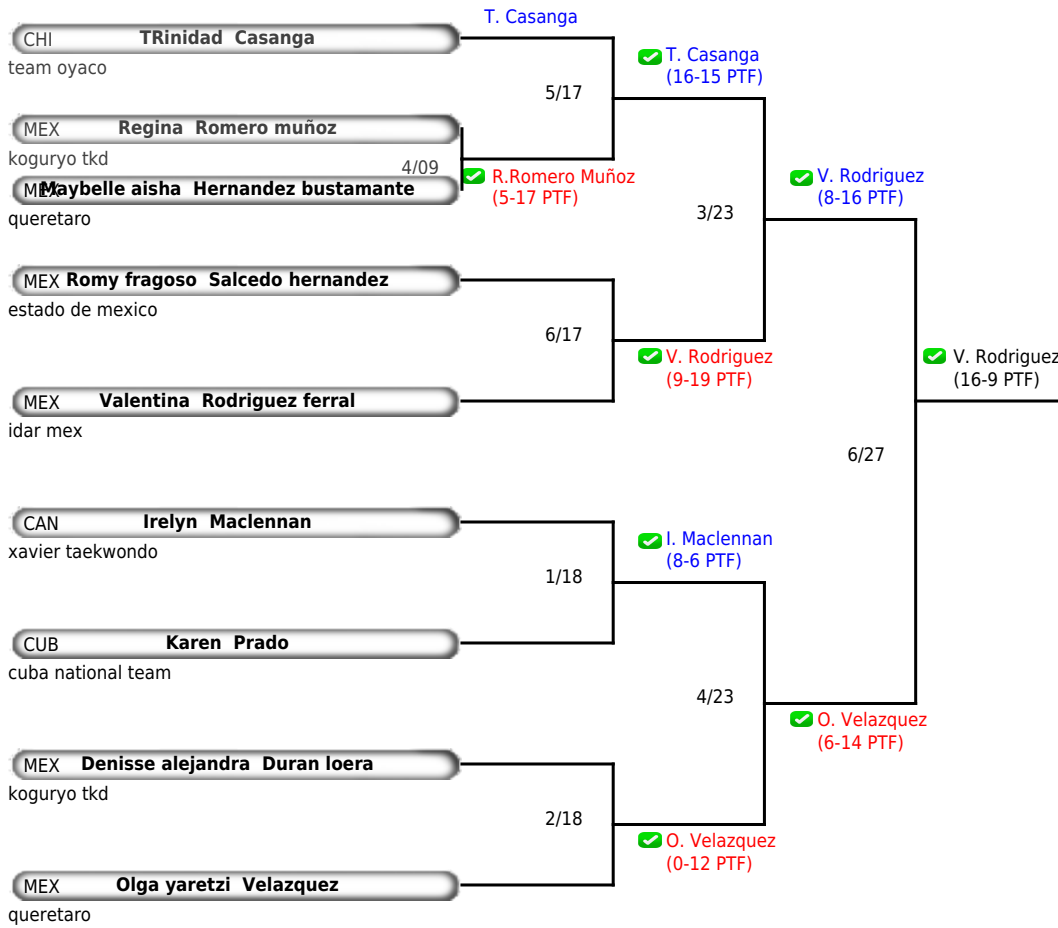 T. Casanga
CHI TRinidad Casanga
team oyaco
T. Casanga
(16-15 PTF)
5/17
MEX Regina Romero muñoz
koguryo tkd
4/09
R.Romero Muñoz
(5-17 PTF)
MEX Maybelle aisha Hernandez bustamante
queretaro
V. Rodriguez
(8-16 PTF)
3/23
MEX Romy fragoso Salcedo hernandez
estado de mexico
6/17
V. Rodriguez
(9-19 PTF)
V. Rodriguez
(16-9 PTF)
MEX Valentina Rodriguez ferral
idar mex
6/27
CAN Irelyn Maclennan
xavier taekwondo
I. Maclennan
(8-6 PTF)
1/18
CUB Karen Prado
cuba national team
4/23
O. Velazquez
(6-14 PTF)
MEX Denisse alejandra Duran loera
koguryo tkd
2/18
O. Velazquez
(0-12 PTF)
MEX Olga yaretzi Velazquez
queretaro